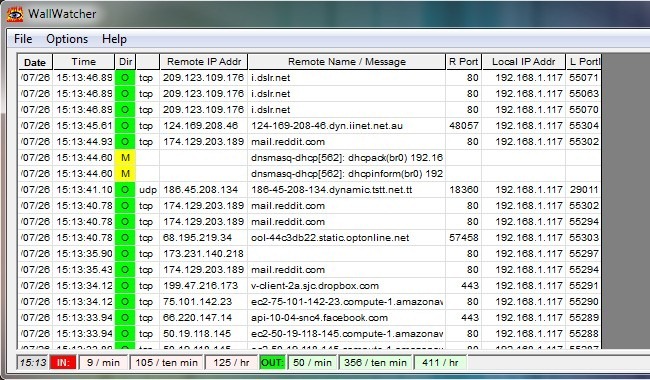 WallWatcher
File Options Help
Date Time Dir Remote IP Addr Remote Name / Message R Port Local IP Addr L Port
/07/26 15:13:46.89 O tcp 209.123.109.176 i.dslr.net 80 192.168.1.117 55071
/07/26 15:13:46.89 O tcp 209.123.109.176 i.dslr.net 80 192.168.1.117 55063
/07/26 15:13:46.89 O tcp 209.123.109.176 i.dslr.net 80 192.168.1.117 55070
/07/26 15:13:45.61 O tcp 124.169.208.46 124-169-208-46.dyn.iinet.net.au 48057 192.168.1.117 55304
/07/26 15:13:44.93 O tcp 174.129.203.189 mail.reddit.com 80 192.168.1.117 55302
/07/26 15:13:44.60 M dnsmasq-dhcp[562]: dhcpack(br0) 192.16
/07/26 15:13:44.60 M dnsmasq-dhcp[562]: dhcpinform(br0) 192
/07/26 15:13:41.10 O udp 186.45.208.134 186-45-208-134.dynamic.tstt.net.tt 18360 192.168.1.117 29011
/07/26 15:13:40.78 O tcp 174.129.203.189 mail.reddit.com 80 192.168.1.117 55302
/07/26 15:13:40.78 O tcp 174.129.203.189 mail.reddit.com 80 192.168.1.117 55294
/07/26 15:13:40.78 O tcp 68.195.219.34 ool-44c3db22.static.optonline.net 57458 192.168.1.117 55303
/07/26 15:13:35.90 O tcp 173.231.140.218 80 192.168.1.117 55297
/07/26 15:13:35.43 O tcp 174.129.203.189 mail.reddit.com 80 192.168.1.117 55294
/07/26 15:13:34.12 O tcp 199.47.216.173 v-client-2a.sjc.dropbox.com 443 192.168.1.117 55291
/07/26 15:13:34.12 O tcp 75.101.142.23 ec2-75-101-142-23.compute-1.amazonaw 80 192.168.1.117 55290
/07/26 15:13:33.94 O tcp 66.220.147.14 api-10-04-snc4.facebook.com 443 192.168.1.117 55289
/07/26 15:13:33.94 O tcp 50.19.118.145 ec2-50-19-118-145.compute-1.amazonaw 80 192.168.1.117 55288
15:13 IN: 9 / min 105 / ten min 125 / hr OUT: 50 / min 356 / ten min 411 / hr